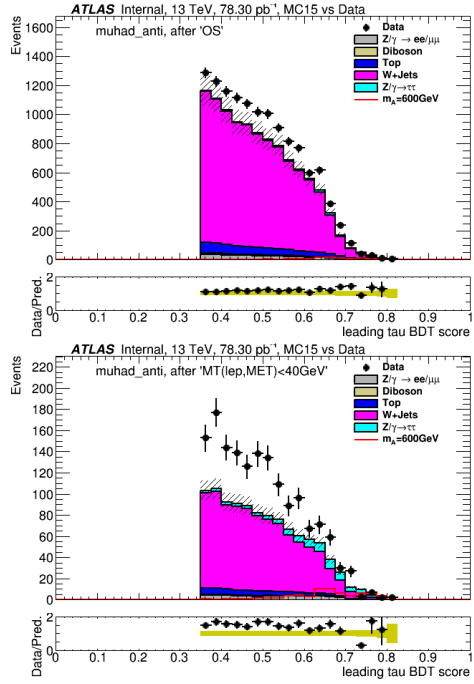 ATLAS Internal, 13 TeV, 78.30 pb⁻¹, MC15 vs Data
Events
muhad_anti, after 'OS'
Data
Z/γ → ee/μμ
Diboson
Top
W+Jets
Z/γ→ττ
m_A=600GeV
1600
1400
1200
1000
800
600
400
200
0
Data/Pred.
2
0
0 0.1 0.2 0.3 0.4 0.5 0.6 0.7 0.8 0.9 1
leading tau BDT score
ATLAS Internal, 13 TeV, 78.30 pb⁻¹, MC15 vs Data
Events
muhad_anti, after 'MT(lep,MET)<40GeV'
Data
Z/γ → ee/μμ
Diboson
Top
W+Jets
Z/γ→ττ
m_A=600GeV
220
200
180
160
140
120
100
80
60
40
20
0
Data/Pred.
2
0
0 0.1 0.2 0.3 0.4 0.5 0.6 0.7 0.8 0.9 1
leading tau BDT score